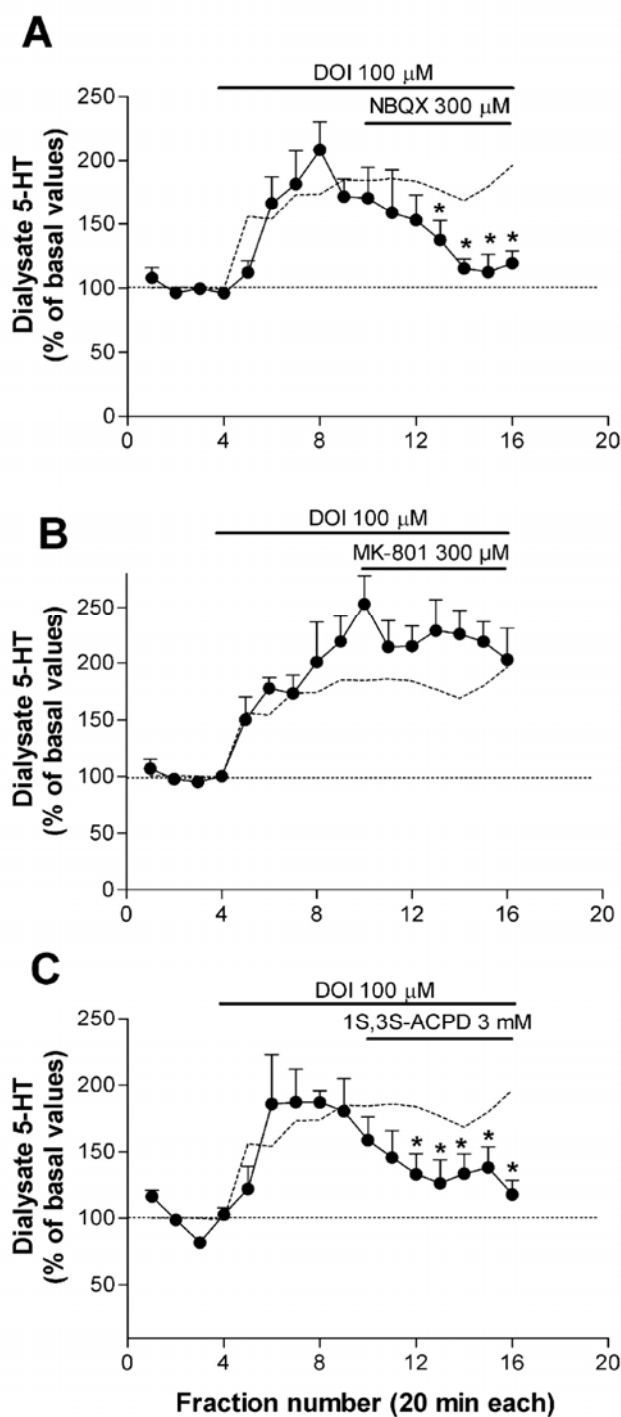 A
DOI 100 μM
NBQX 300 μM
250
200
150
100
50
0
* * * *
0 4 8 12 16 20
Dialysate 5-HT
(% of basal values)
B
DOI 100 μM
MK-801 300 μM
250
200
150
100
50
0
0 4 8 12 16 20
Dialysate 5-HT
(% of basal values)
C
DOI 100 μM
1S,3S-ACPD 3 mM
250
200
150
100
50
* * * * *
0 4 8 12 16 20
Dialysate 5-HT
(% of basal values)
Fraction number (20 min each)